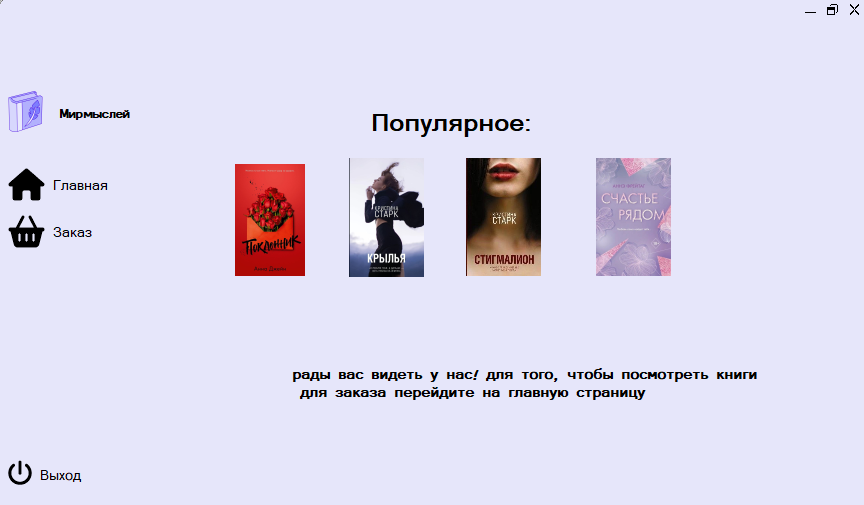 Мирмыслей
Популярное:
Главная
Заказ
Поклонник
КРИСТИНА
СТАРК
КРЫЛЬЯ
КРИСТИНА
СТАРК
СТИГМАЛИОН
СЧАСТЬЕ
РЯДОМ
рады вас видеть у нас! для того, чтобы посмотреть книги
для заказа перейдите на главную страницу
Выход